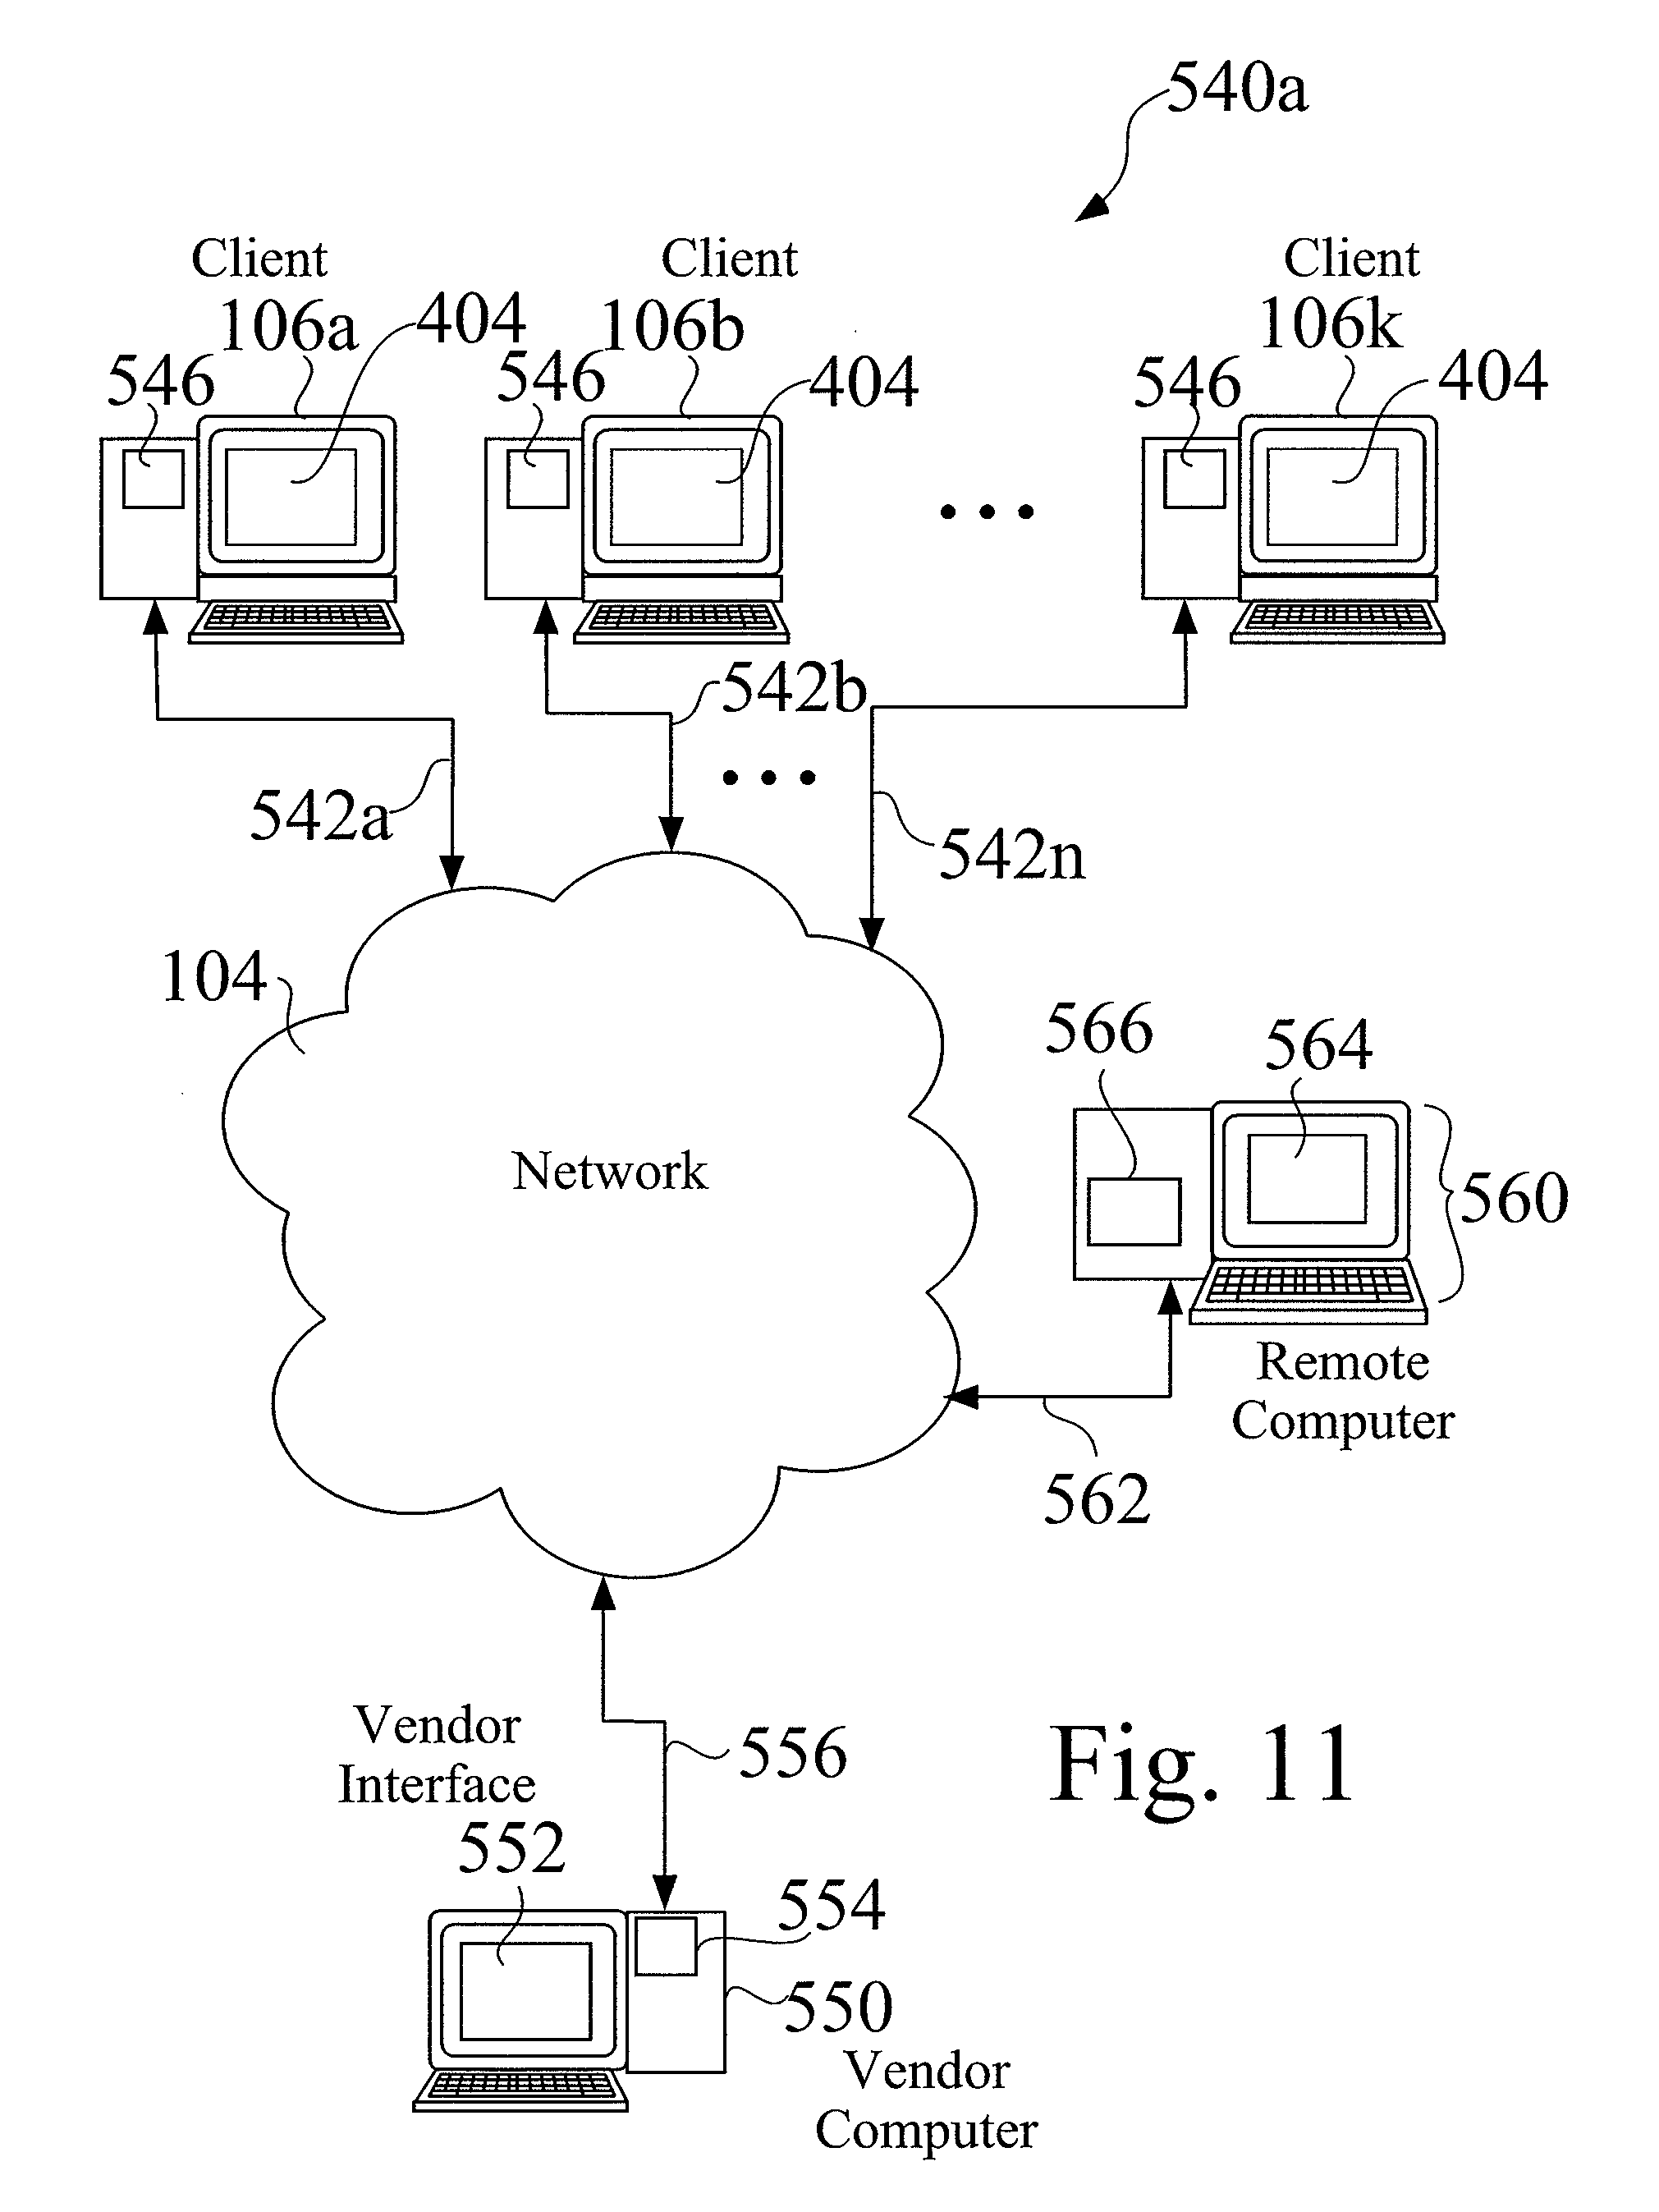 540a
Client
106a
404
546
Client
106b
404
546
Client
106k
404
546
542a
542b
542n
104
Network
566
564
560
Remote
Computer
562
556
Vendor
Interface
552
554
550
Vendor
Computer
Fig. 11